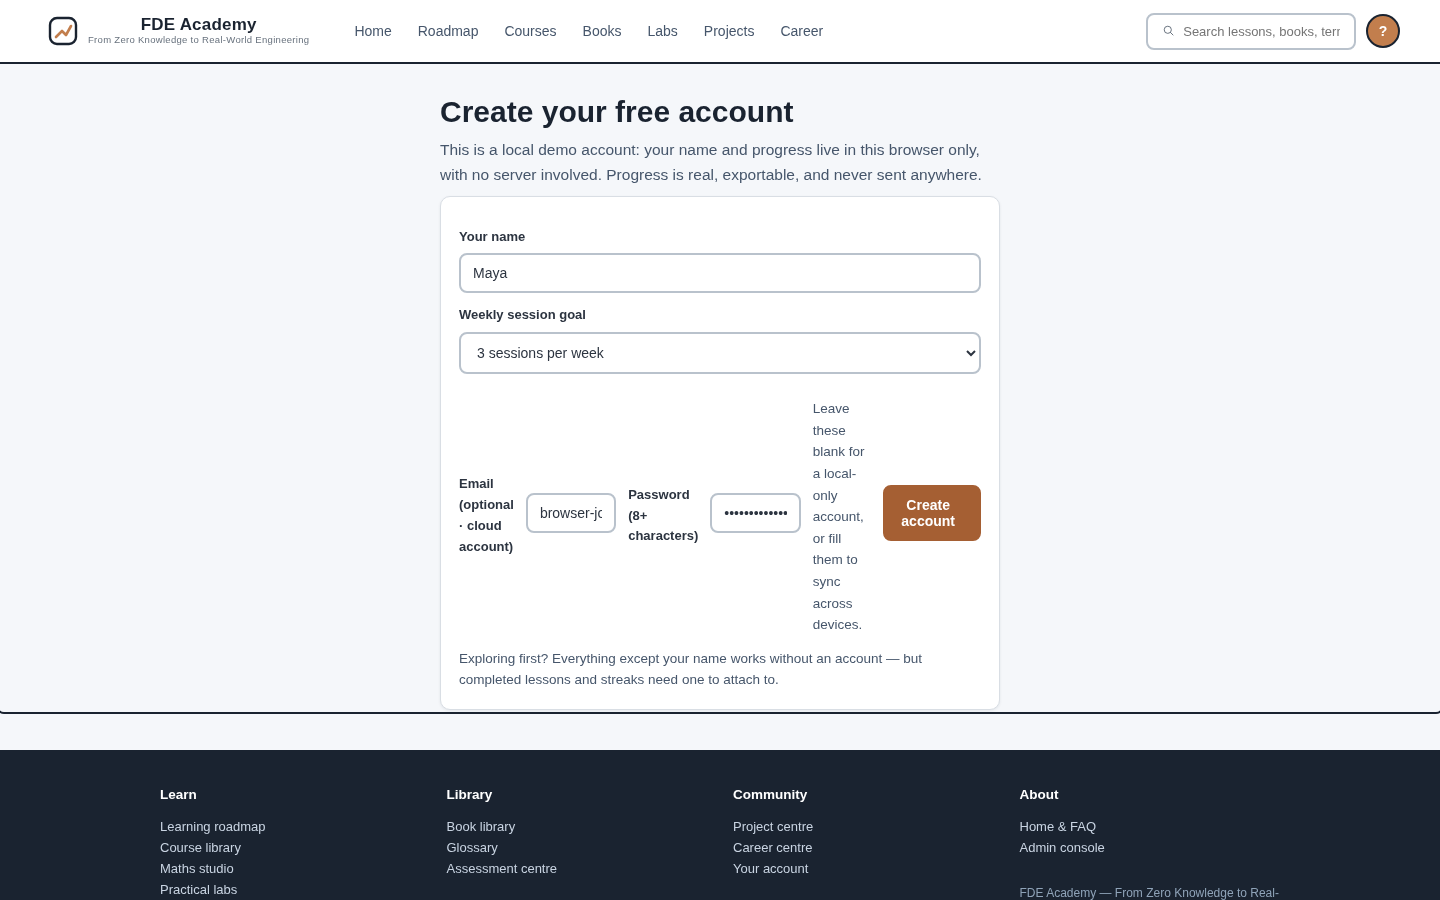 FDE Academy
From Zero Knowledge to Real-World Engineering
Home
Roadmap
Courses
Books
Labs
Projects
Career
Search lessons, books, terr
?
Create your free account
This is a local demo account: your name and progress live in this browser only,
with no server involved. Progress is real, exportable, and never sent anywhere.
Your name
Maya
Weekly session goal
3 sessions per week
Email
(optional
· cloud
account)
browser-jo
Password
(8+
characters)
•••••••••••••
Leave
these
blank for
a local-
only
account,
or fill
them to
sync
across
devices.
Create
account
Exploring first? Everything except your name works without an account — but
completed lessons and streaks need one to attach to.
Learn
Learning roadmap
Course library
Maths studio
Practical labs
Library
Book library
Glossary
Assessment centre
Community
Project centre
Career centre
Your account
About
Home & FAQ
Admin console
FDE Academy — From Zero Knowledge to Real-